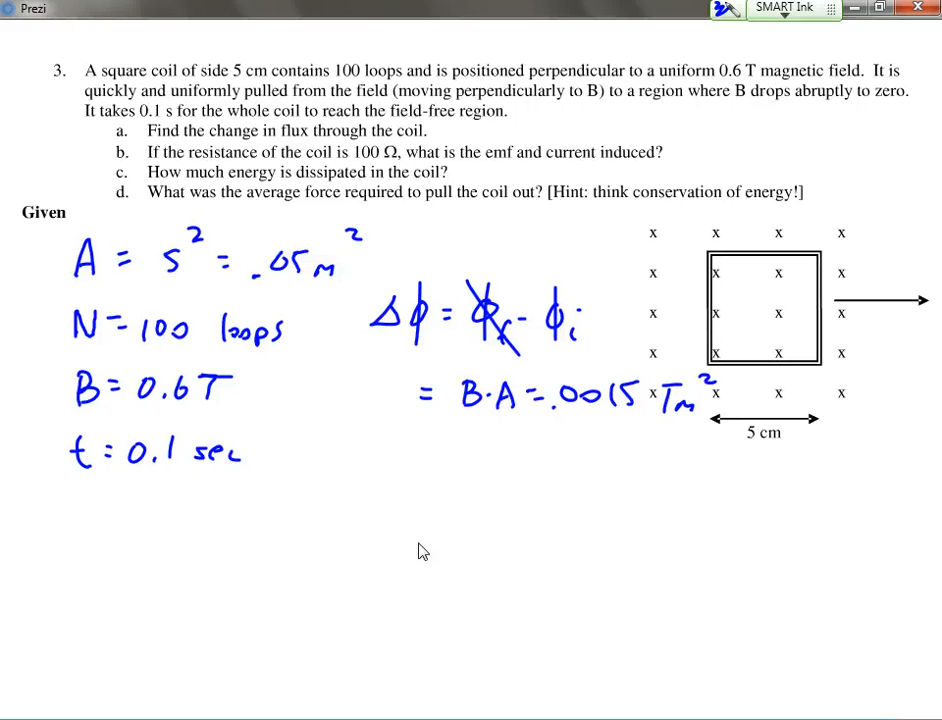 Prezi
SMART Ink
3. A square coil of side 5 cm contains 100 loops and is positioned perpendicular to a uniform 0.6 T magnetic field. It is
quickly and uniformly pulled from the field (moving perpendicularly to B) to a region where B drops abruptly to zero.
It takes 0.1 s for the whole coil to reach the field-free region.
a. Find the change in flux through the coil.
b. If the resistance of the coil is 100 Ω, what is the emf and current induced?
c. How much energy is dissipated in the coil?
d. What was the average force required to pull the coil out? [Hint: think conservation of energy!]
Given
A = s² = .05m²
N = 100 loops
B = 0.6 T
t = 0.1 sec
Δϕ = ϕf - ϕi
= B·A = .0015 Tm²
x x x x
x x x x
x x x x
x x x x
x x x x
5 cm